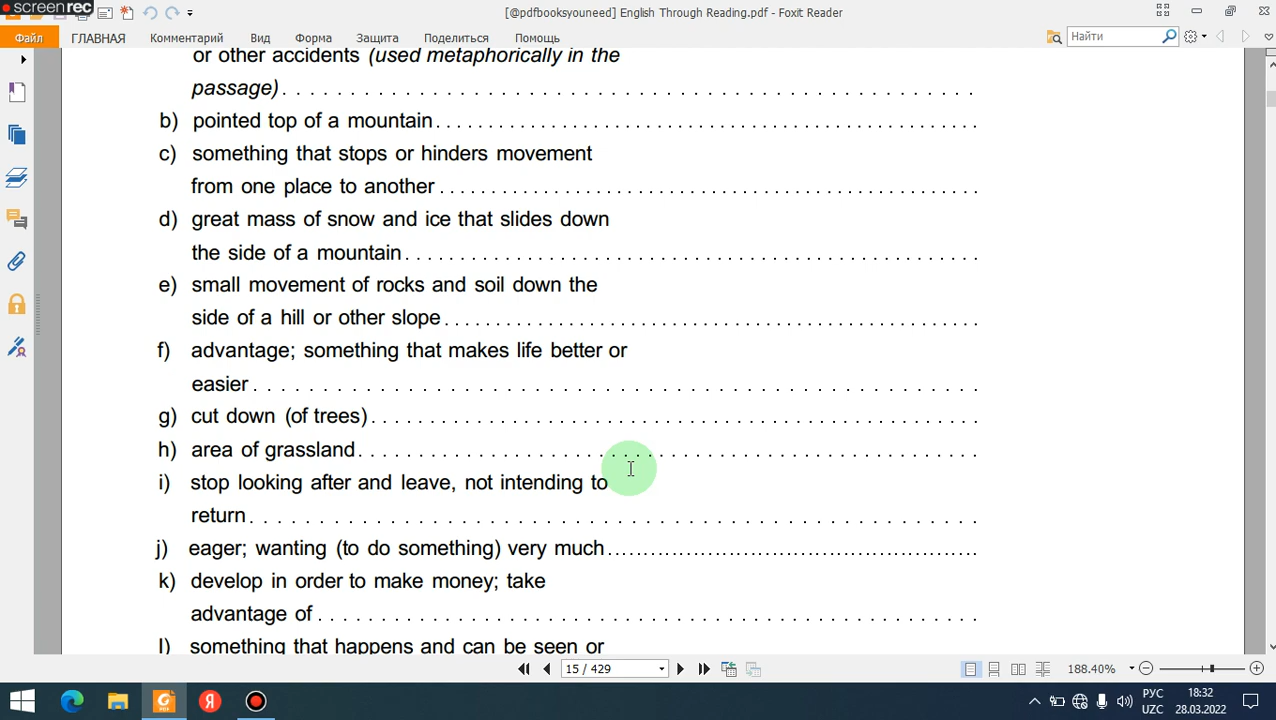 screenrec
[@pdfbooksyouneed] English Through Reading.pdf - Foxit Reader
Файл ГЛАВНАЯ Комментарий Вид Форма Защита Поделиться Помощь Найти
or other accidents (used metaphorically in the
passage). . . . . . . . . . . . . . . . . . . . . . . . . . . . . .
b) pointed top of a mountain. . . . . . . . . . . . . . . . . . . . . . . . . . . . . .
c) something that stops or hinders movement
from one place to another . . . . . . . . . . . . . . . . . . . . . . . . . . . . . .
d) great mass of snow and ice that slides down
the side of a mountain. . . . . . . . . . . . . . . . . . . . . . . . . . . . . .
e) small movement of rocks and soil down the
side of a hill or other slope. . . . . . . . . . . . . . . . . . . . . . . . . . . . . .
f) advantage; something that makes life better or
easier . . . . . . . . . . . . . . . . . . . . . . . . . . . . . .
g) cut down (of trees). . . . . . . . . . . . . . . . . . . . . . . . . . . . . .
h) area of grassland. . . . . . . . . . . . . . . . . . . . . . . . . . . . . .
i) stop looking after and leave, not intending to
return. . . . . . . . . . . . . . . . . . . . . . . . . . . . . .
j) eager; wanting (to do something) very much..............................
k) develop in order to make money; take
advantage of . . . . . . . . . . . . . . . . . . . . . . . . . . . . . .
l) something that happens and can be seen or
15 / 429 188.40%
РУС 18:32
UZC 28.03.2022